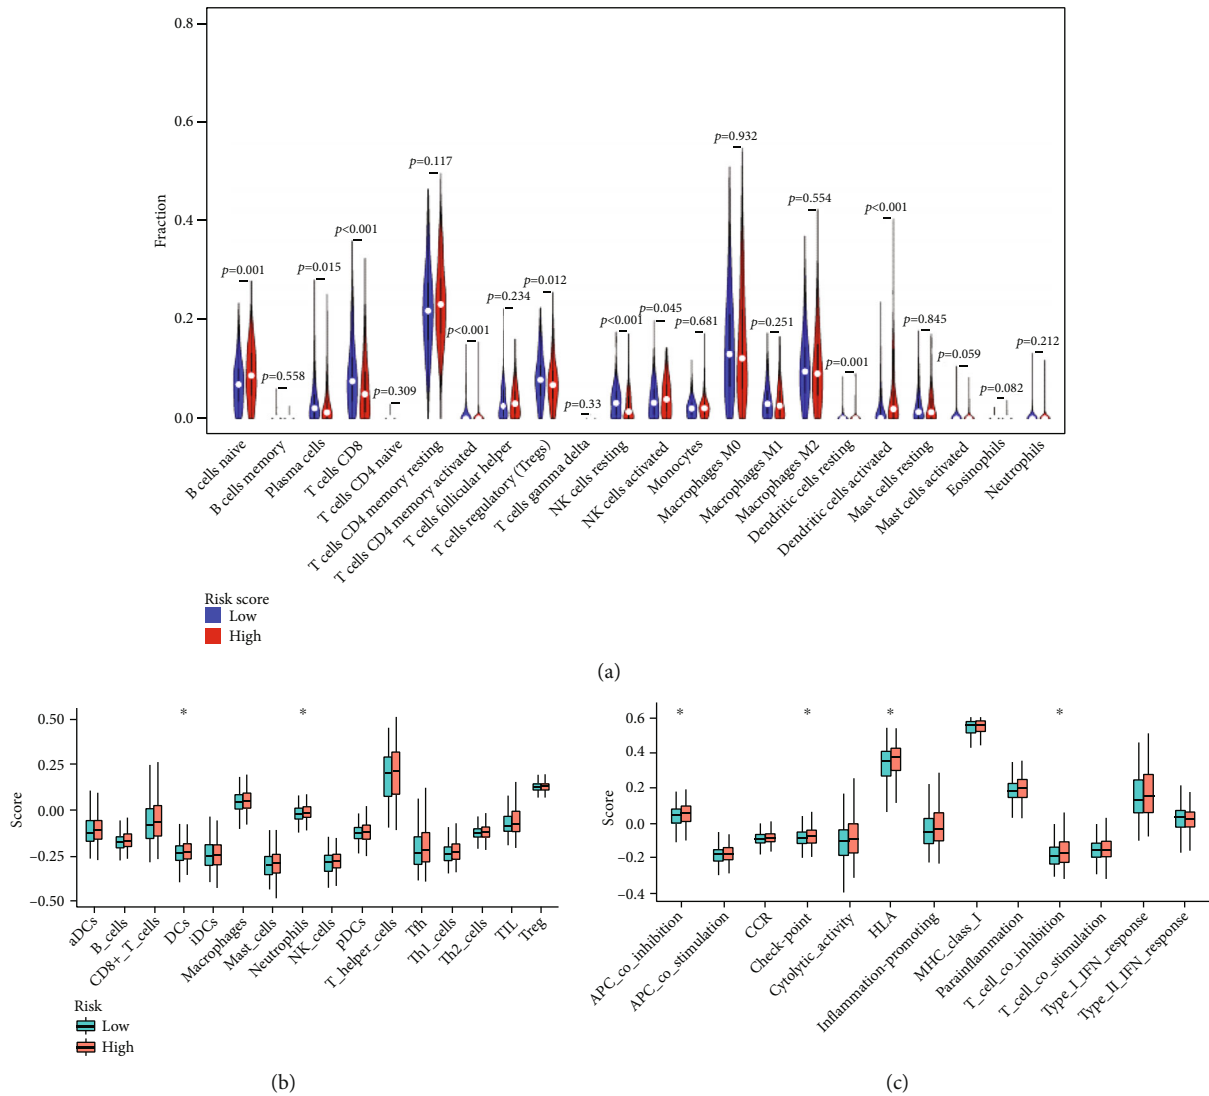 0.8
0.6
0.4
0.2
0.0
Fraction
p=0.001
p=0.558
p=0.015
p<0.001
p=0.309
p=0.117
p<0.001
p=0.234
p=0.012
p=0.33
p<0.001
p=0.045
p=0.681
p=0.932
p=0.251
p=0.554
p=0.001
p<0.001
p=0.845
p=0.059
p=0.082
p=0.212
B cells naive
B cells memory
Plasma cells
T cells CD8
T cells CD4 naive
T cells CD4 memory resting
T cells CD4 memory activated
T cells follicular helper
T cells regulatory (Tregs)
T cells gamma delta
NK cells resting
NK cells activated
Monocytes
Macrophages M0
Macrophages M1
Macrophages M2
Dendritic cells resting
Dendritic cells activated
Mast cells resting
Mast cells activated
Eosinophils
Neutrophils
Risk score
Low
High
(a)
* *
0.50
0.25
0.00
−0.25
−0.50
Score
aDCs
B_cells
CD8+_T_cells
DCs
iDCs
Macrophages
Mast_cells
Neutrophils
NK_cells
pDCs
T_helper_cells
Tfh
Th1_cells
Th2_cells
TIL
Treg
Risk
Low
High
(b)
* * * *
0.6
0.4
0.2
0.0
−0.2
−0.4
Score
APC_co_inhibition
APC_co_stimulation
CCR
Check-point
Cytolytic_activity
HLA
Inflammation-promoting
MHC_class_I
Parainflammation
T_cell_co_inhibition
T_cell_co_stimulation
Type_I_IFN_response
Type_II_IFN_response
(c)